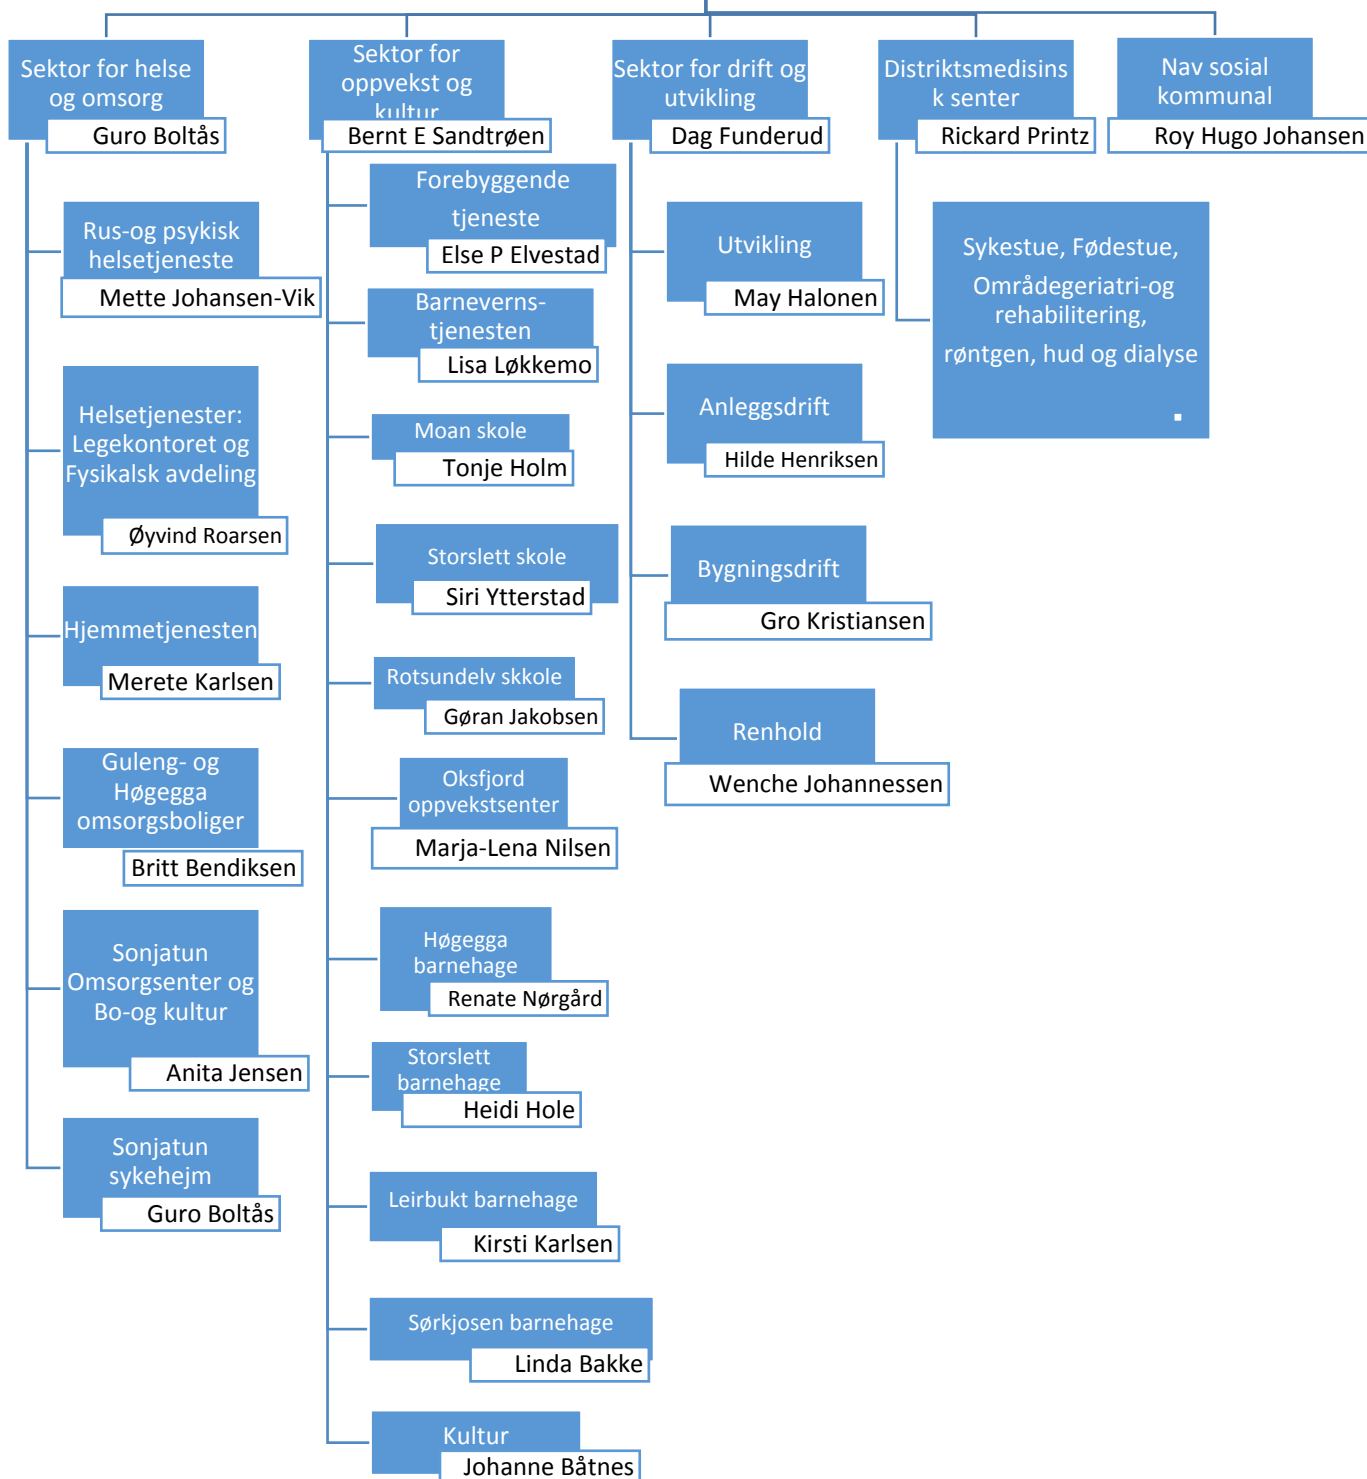 Sektor for helse
og omsorg
Guro Boltås
Rus-og psykisk
helsetjeneste
Mette Johansen-Vik
Helsetjenester:
Legekontoret og
Fysikalsk avdeling
Øyvind Roarsen
Hjemmetjenesten
Merete Karlsen
Guleng- og
Høgegga
omsorgsboliger
Britt Bendiksen
Sonjatun
Omsorgsenter og
Bo-og kultur
Anita Jensen
Sonjatun
sykehejm
Guro Boltås
Sektor for
oppvekst og
kultur
Bernt E Sandtrøen
Forebyggende
tjeneste
Else P Elvestad
Barneverns-
tjenesten
Lisa Løkkemo
Moan skole
Tonje Holm
Storslett skole
Siri Ytterstad
Rotsundelv skkole
Gøran Jakobsen
Oksfjord
oppvekstsenter
Marja-Lena Nilsen
Høgegga
barnehage
Renate Nørgård
Storslett
barnehage
Heidi Hole
Leirbukt barnehage
Kirsti Karlsen
Sørkjosen barnehage
Linda Bakke
Kultur
Johanne Båtnes
Sektor for drift og
utvikling
Dag Funderud
Utvikling
May Halonen
Anleggsdrift
Hilde Henriksen
Bygningsdrift
Gro Kristiansen
Renhold
Wenche Johannessen
Distriktsmedisins
k senter
Rickard Printz
Sykestue, Fødestue,
Områdegeriatri-og
rehabilitering,
røntgen, hud og dialyse
Nav sosial
kommunal
Roy Hugo Johansen